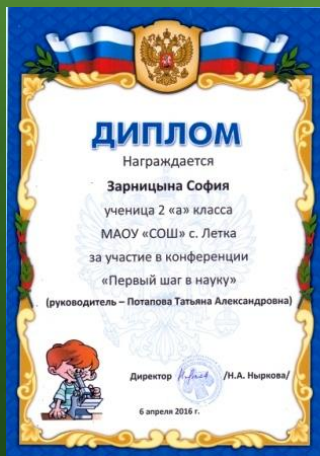 ДИПЛОМ
Награждается
Зарницына София
ученица 2 «а» класса
МАОУ «СОШ» с. Летка
за участие в конференции
«Первый шаг в науку»
(руководитель – Потапова Татьяна Александровна)
Директор /Н.А. Ныркова/
6 апреля 2016 г.